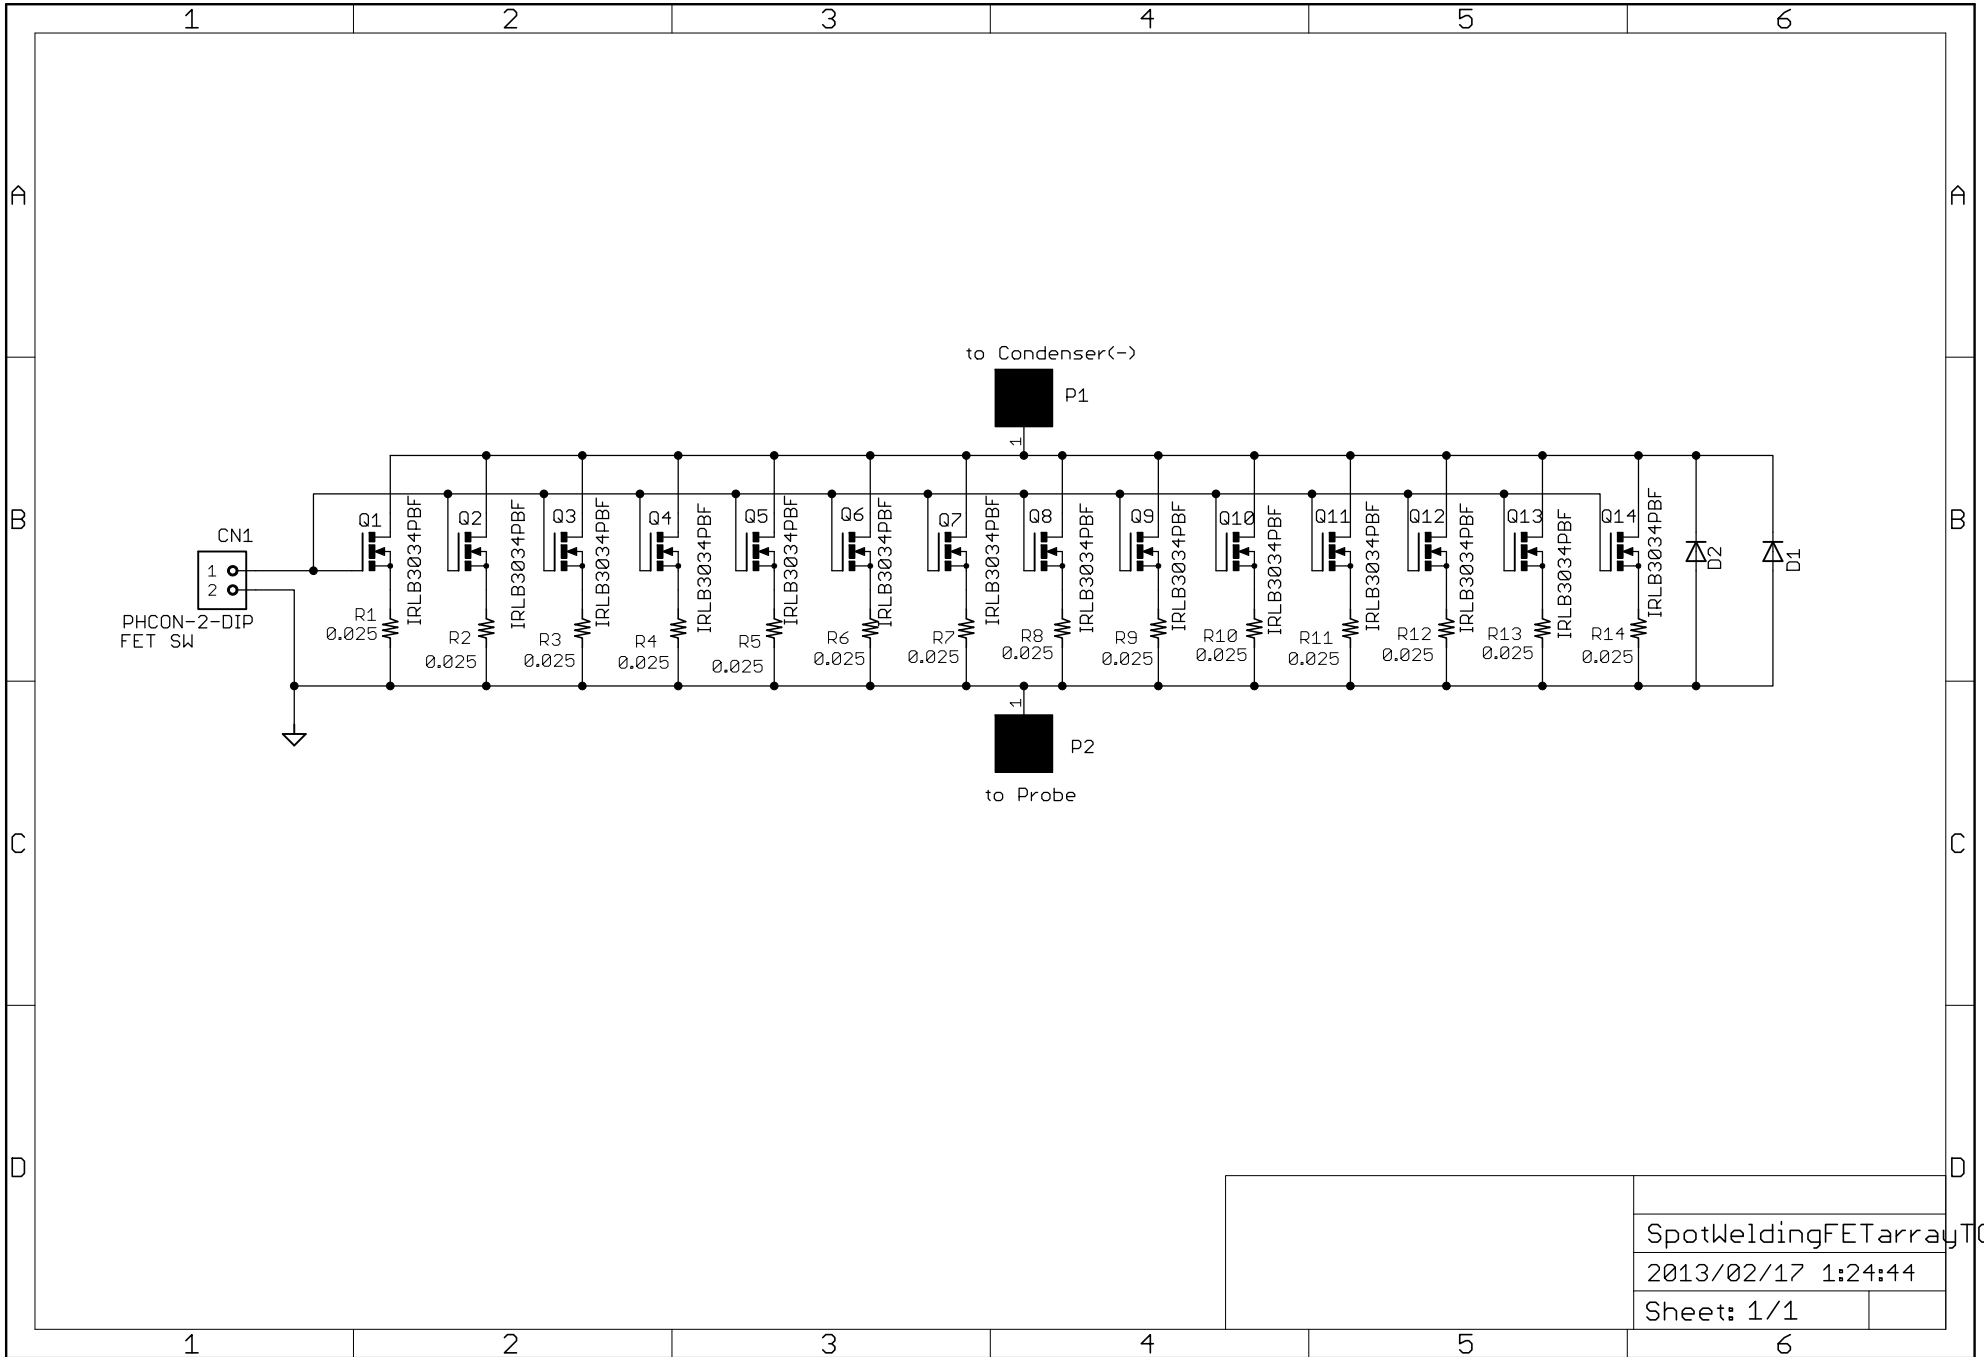 1 2 3 4 5 6
A A
to Condenser(-)
P1
1
B B
CN1
1
2
PHCON-2-DIP
FET SW
Q1 IRLB3034PBF
Q2 IRLB3034PBF
Q3 IRLB3034PBF
Q4 IRLB3034PBF
Q5 IRLB3034PBF
Q6 IRLB3034PBF
Q7 IRLB3034PBF
Q8 IRLB3034PBF
Q9 IRLB3034PBF
Q10 IRLB3034PBF
Q11 IRLB3034PBF
Q12 IRLB3034PBF
Q13 IRLB3034PBF
Q14 IRLB3034PBF
D2
D1
R1
0.025
R2
0.025
R3
0.025
R4
0.025
R5
0.025
R6
0.025
R7
0.025
R8
0.025
R9
0.025
R10
0.025
R11
0.025
R12
0.025
R13
0.025
R14
0.025
1
P2
to Probe
C C
D D
SpotWeldingFETarrayTO
2013/02/17 1:24:44
Sheet: 1/1
1 2 3 4 5 6